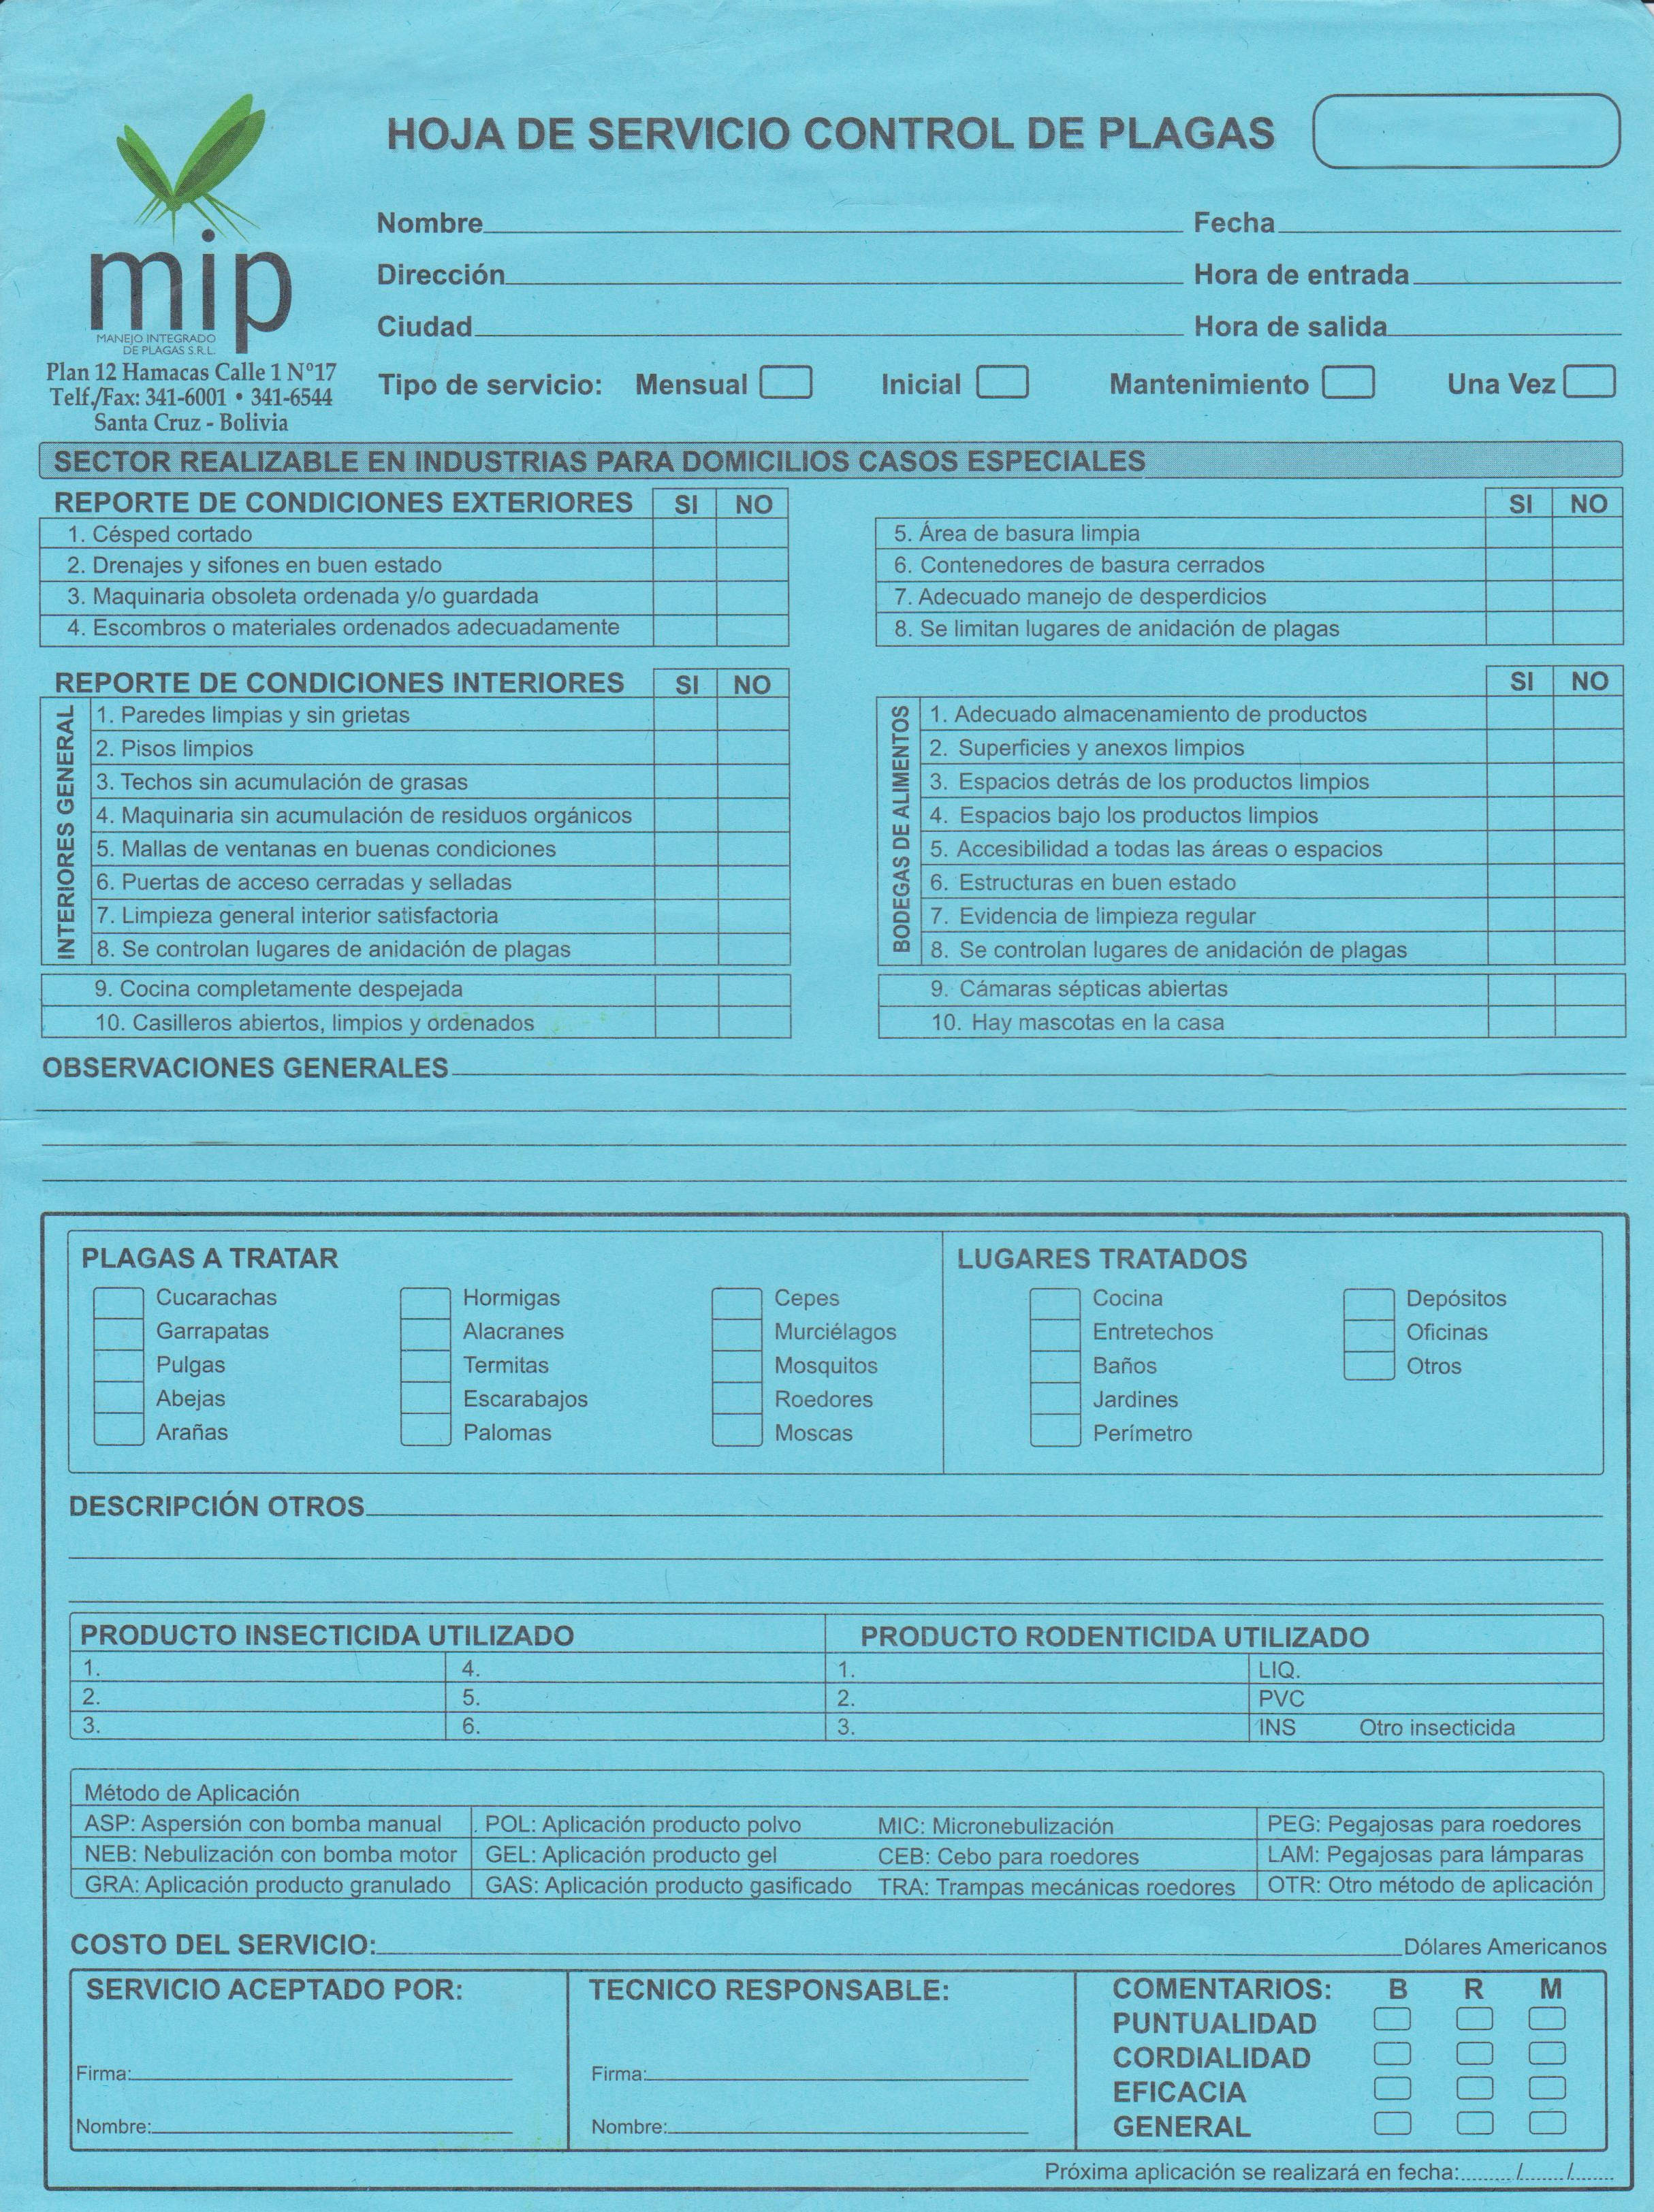 HOJA DE SERVICIO CONTROL DE PLAGAS
mip
MANEJO INTEGRADO
DE PLAGAS S.R.L.
Plan 12 Hamacas Calle 1 Nº17
Telf./Fax: 341-6001 • 341-6544
Santa Cruz - Bolivia
Nombre Fecha
Dirección Hora de entrada
Ciudad Hora de salida
Tipo de servicio: Mensual Inicial Mantenimiento Una Vez
SECTOR REALIZABLE EN INDUSTRIAS PARA DOMICILIOS CASOS ESPECIALES
REPORTE DE CONDICIONES EXTERIORES SI NO
1. Césped cortado
2. Drenajes y sifones en buen estado
3. Maquinaria obsoleta ordenada y/o guardada
4. Escombros o materiales ordenados adecuadamente
SI NO
5. Área de basura limpia
6. Contenedores de basura cerrados
7. Adecuado manejo de desperdicios
8. Se limitan lugares de anidación de plagas
REPORTE DE CONDICIONES INTERIORES SI NO
INTERIORES GENERAL
1. Paredes limpias y sin grietas
2. Pisos limpios
3. Techos sin acumulación de grasas
4. Maquinaria sin acumulación de residuos orgánicos
5. Mallas de ventanas en buenas condiciones
6. Puertas de acceso cerradas y selladas
7. Limpieza general interior satisfactoria
8. Se controlan lugares de anidación de plagas
9. Cocina completamente despejada
10. Casilleros abiertos, limpios y ordenados
SI NO
BODEGAS DE ALIMENTOS
1. Adecuado almacenamiento de productos
2. Superficies y anexos limpios
3. Espacios detrás de los productos limpios
4. Espacios bajo los productos limpios
5. Accesibilidad a todas las áreas o espacios
6. Estructuras en buen estado
7. Evidencia de limpieza regular
8. Se controlan lugares de anidación de plagas
9. Cámaras sépticas abiertas
10. Hay mascotas en la casa
OBSERVACIONES GENERALES
PLAGAS A TRATAR
Cucarachas Hormigas Cepes
Garrapatas Alacranes Murciélagos
Pulgas Termitas Mosquitos
Abejas Escarabajos Roedores
Arañas Palomas Moscas
LUGARES TRATADOS
Cocina Depósitos
Entretechos Oficinas
Baños Otros
Jardines
Perímetro
DESCRIPCIÓN OTROS
PRODUCTO INSECTICIDA UTILIZADO PRODUCTO RODENTICIDA UTILIZADO
1. 4. 1. LIQ.
2. 5. 2. PVC
3. 6. 3. INS Otro insecticida
Método de Aplicación
ASP: Aspersión con bomba manual POL: Aplicación producto polvo MIC: Micronebulización PEG: Pegajosas para roedores
NEB: Nebulización con bomba motor GEL: Aplicación producto gel CEB: Cebo para roedores LAM: Pegajosas para lámparas
GRA: Aplicación producto granulado GAS: Aplicación producto gasificado TRA: Trampas mecánicas roedores OTR: Otro método de aplicación
COSTO DEL SERVICIO: Dólares Americanos
SERVICIO ACEPTADO POR:
Firma:
Nombre:
TECNICO RESPONSABLE:
Firma:
Nombre:
COMENTARIOS: B R M
PUNTUALIDAD
CORDIALIDAD
EFICACIA
GENERAL
Próxima aplicación se realizará en fecha:......../......../........